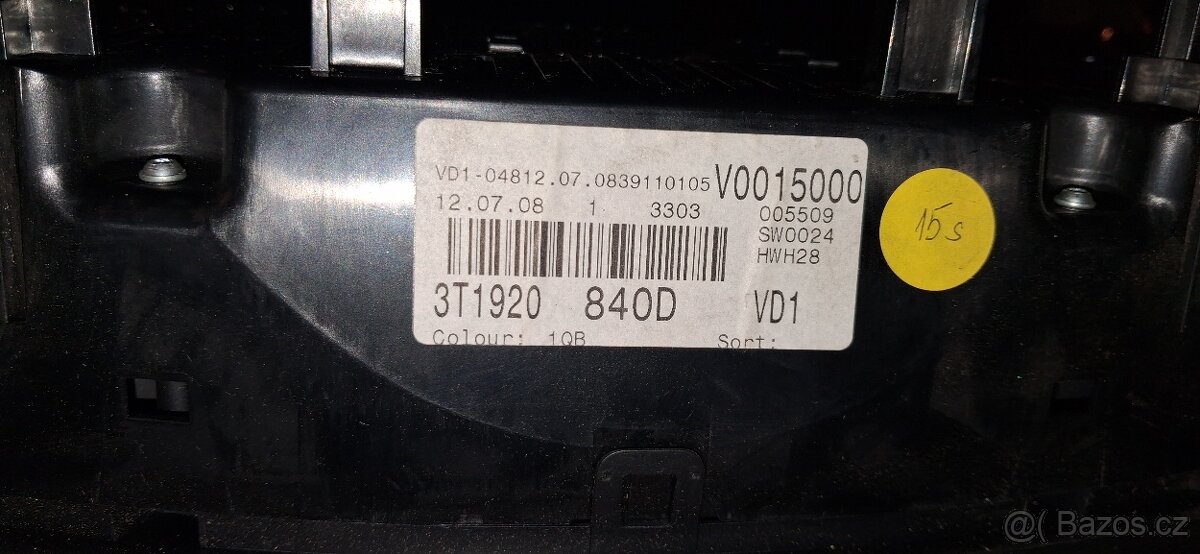 VD1-04812.07.0839110105 V0015000
12.07.08 1 3303 005509
SW0024
HWH28
3T1920 840D VD1
Colour: 1QB Sort:
15s
@( Bazos.cz